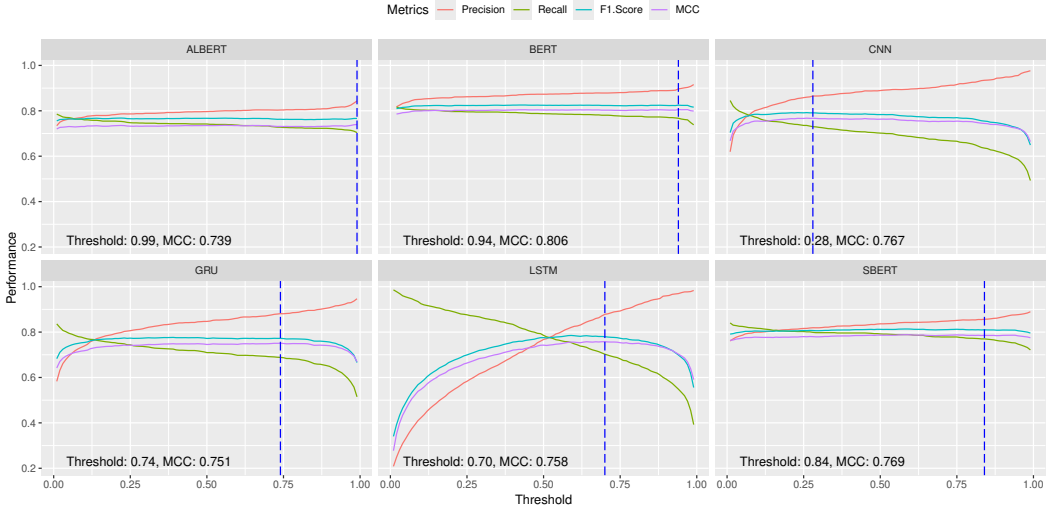 Metrics Precision Recall F1.Score MCC
ALBERT BERT CNN
1.0
0.8
0.6
0.4
0.2
Threshold: 0.99, MCC: 0.739
Threshold: 0.94, MCC: 0.806
Threshold: 0.28, MCC: 0.767
Performance
GRU LSTM SBERT
1.0
0.8
0.6
0.4
0.2
Threshold: 0.74, MCC: 0.751
Threshold: 0.70, MCC: 0.758
Threshold: 0.84, MCC: 0.769
0.00 0.25 0.50 0.75 1.00 0.00 0.25 0.50 0.75 1.00 0.00 0.25 0.50 0.75 1.00
Threshold